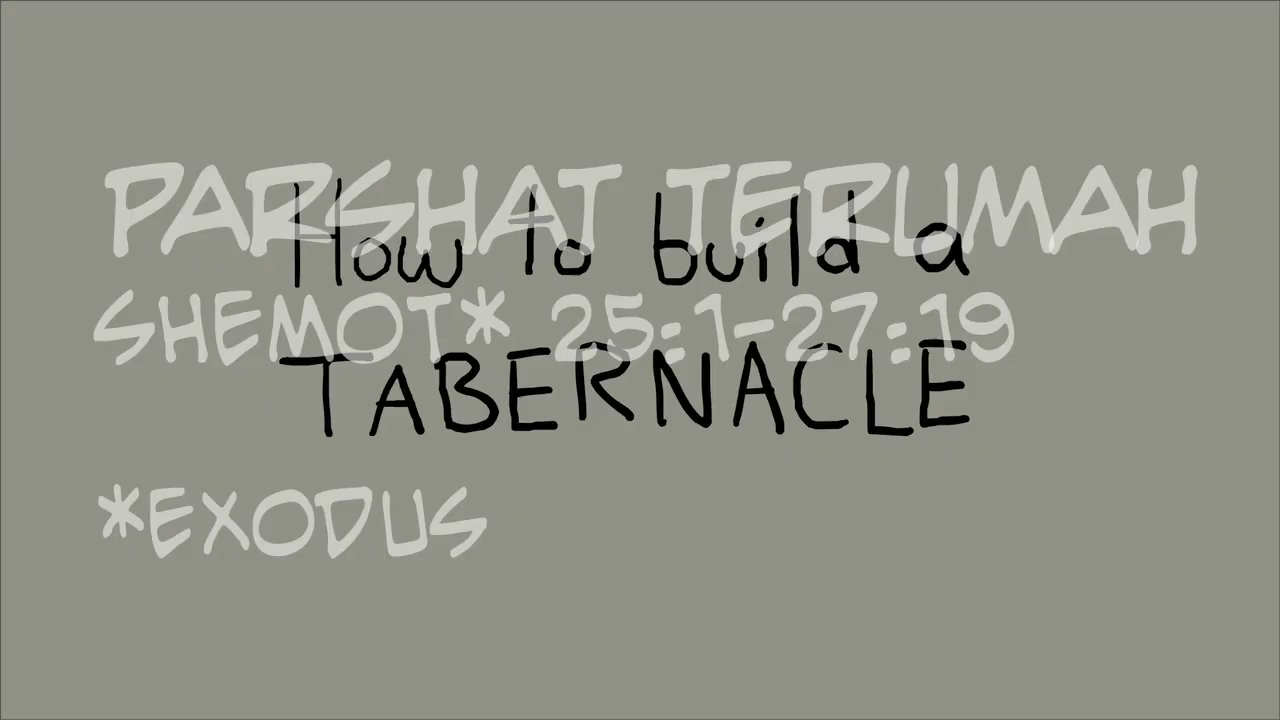 PARSHAT TERUMAH
How to build a
SHEMOT* 25:1-27:19
TABERNACLE
*EXODUS